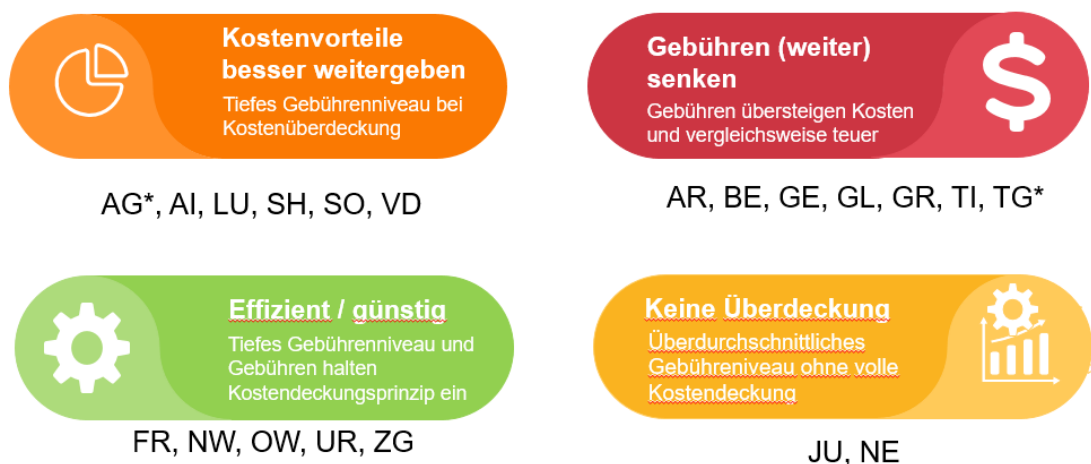 Kostenvorteile
besser weitergeben
Tiefes Gebührenniveau bei
Kostenüberdeckung
AG*, AI, LU, SH, SO, VD
Gebühren (weiter)
senken
Gebühren übersteigen Kosten
und vergleichsweise teuer
$
AR, BE, GE, GL, GR, TI, TG*
Effizient / günstig
Tiefes Gebührenniveau und
Gebühren halten
Kostendeckungsprinzip ein
FR, NW, OW, UR, ZG
Keine Überdeckung
Überdurchschnittliches
Gebühreniveau ohne volle
Kostendeckung
JU, NE